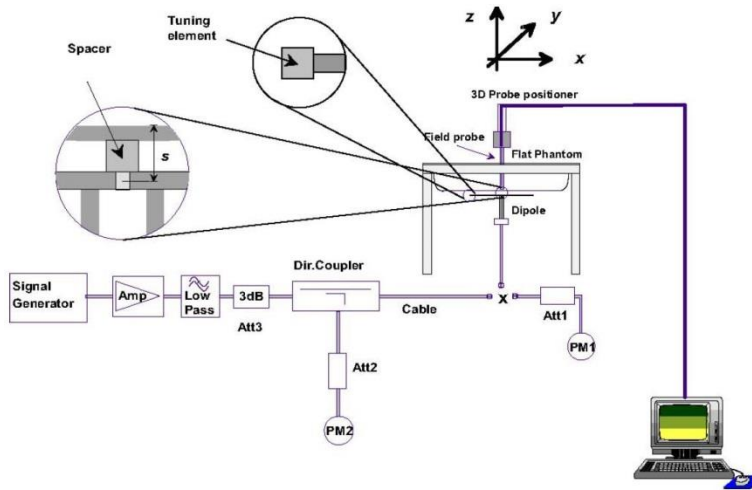 z
y
x
Tuning
element
Spacer
s
3D Probe positioner
Field probe
Flat Phantom
Dipole
Dir.Coupler
Signal
Generator
Amp
Low
Pass
3dB
Att3
Cable
x
Att1
PM1
Att2
PM2